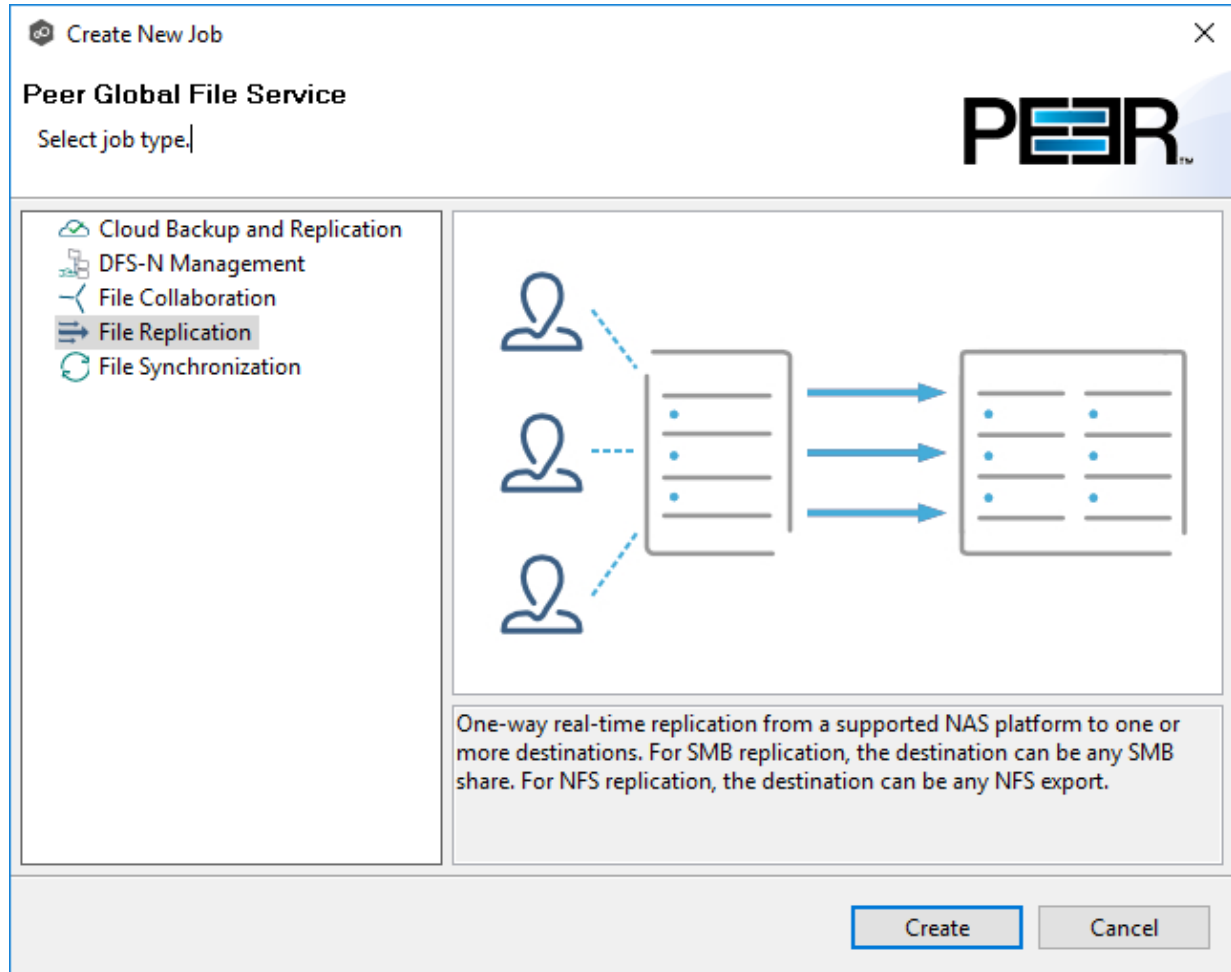 Create New Job
Peer Global File Service
Select job type.
PEER™
Cloud Backup and Replication
DFS-N Management
File Collaboration
File Replication
File Synchronization
One-way real-time replication from a supported NAS platform to one or
more destinations. For SMB replication, the destination can be any SMB
share. For NFS replication, the destination can be any NFS export.
Create
Cancel